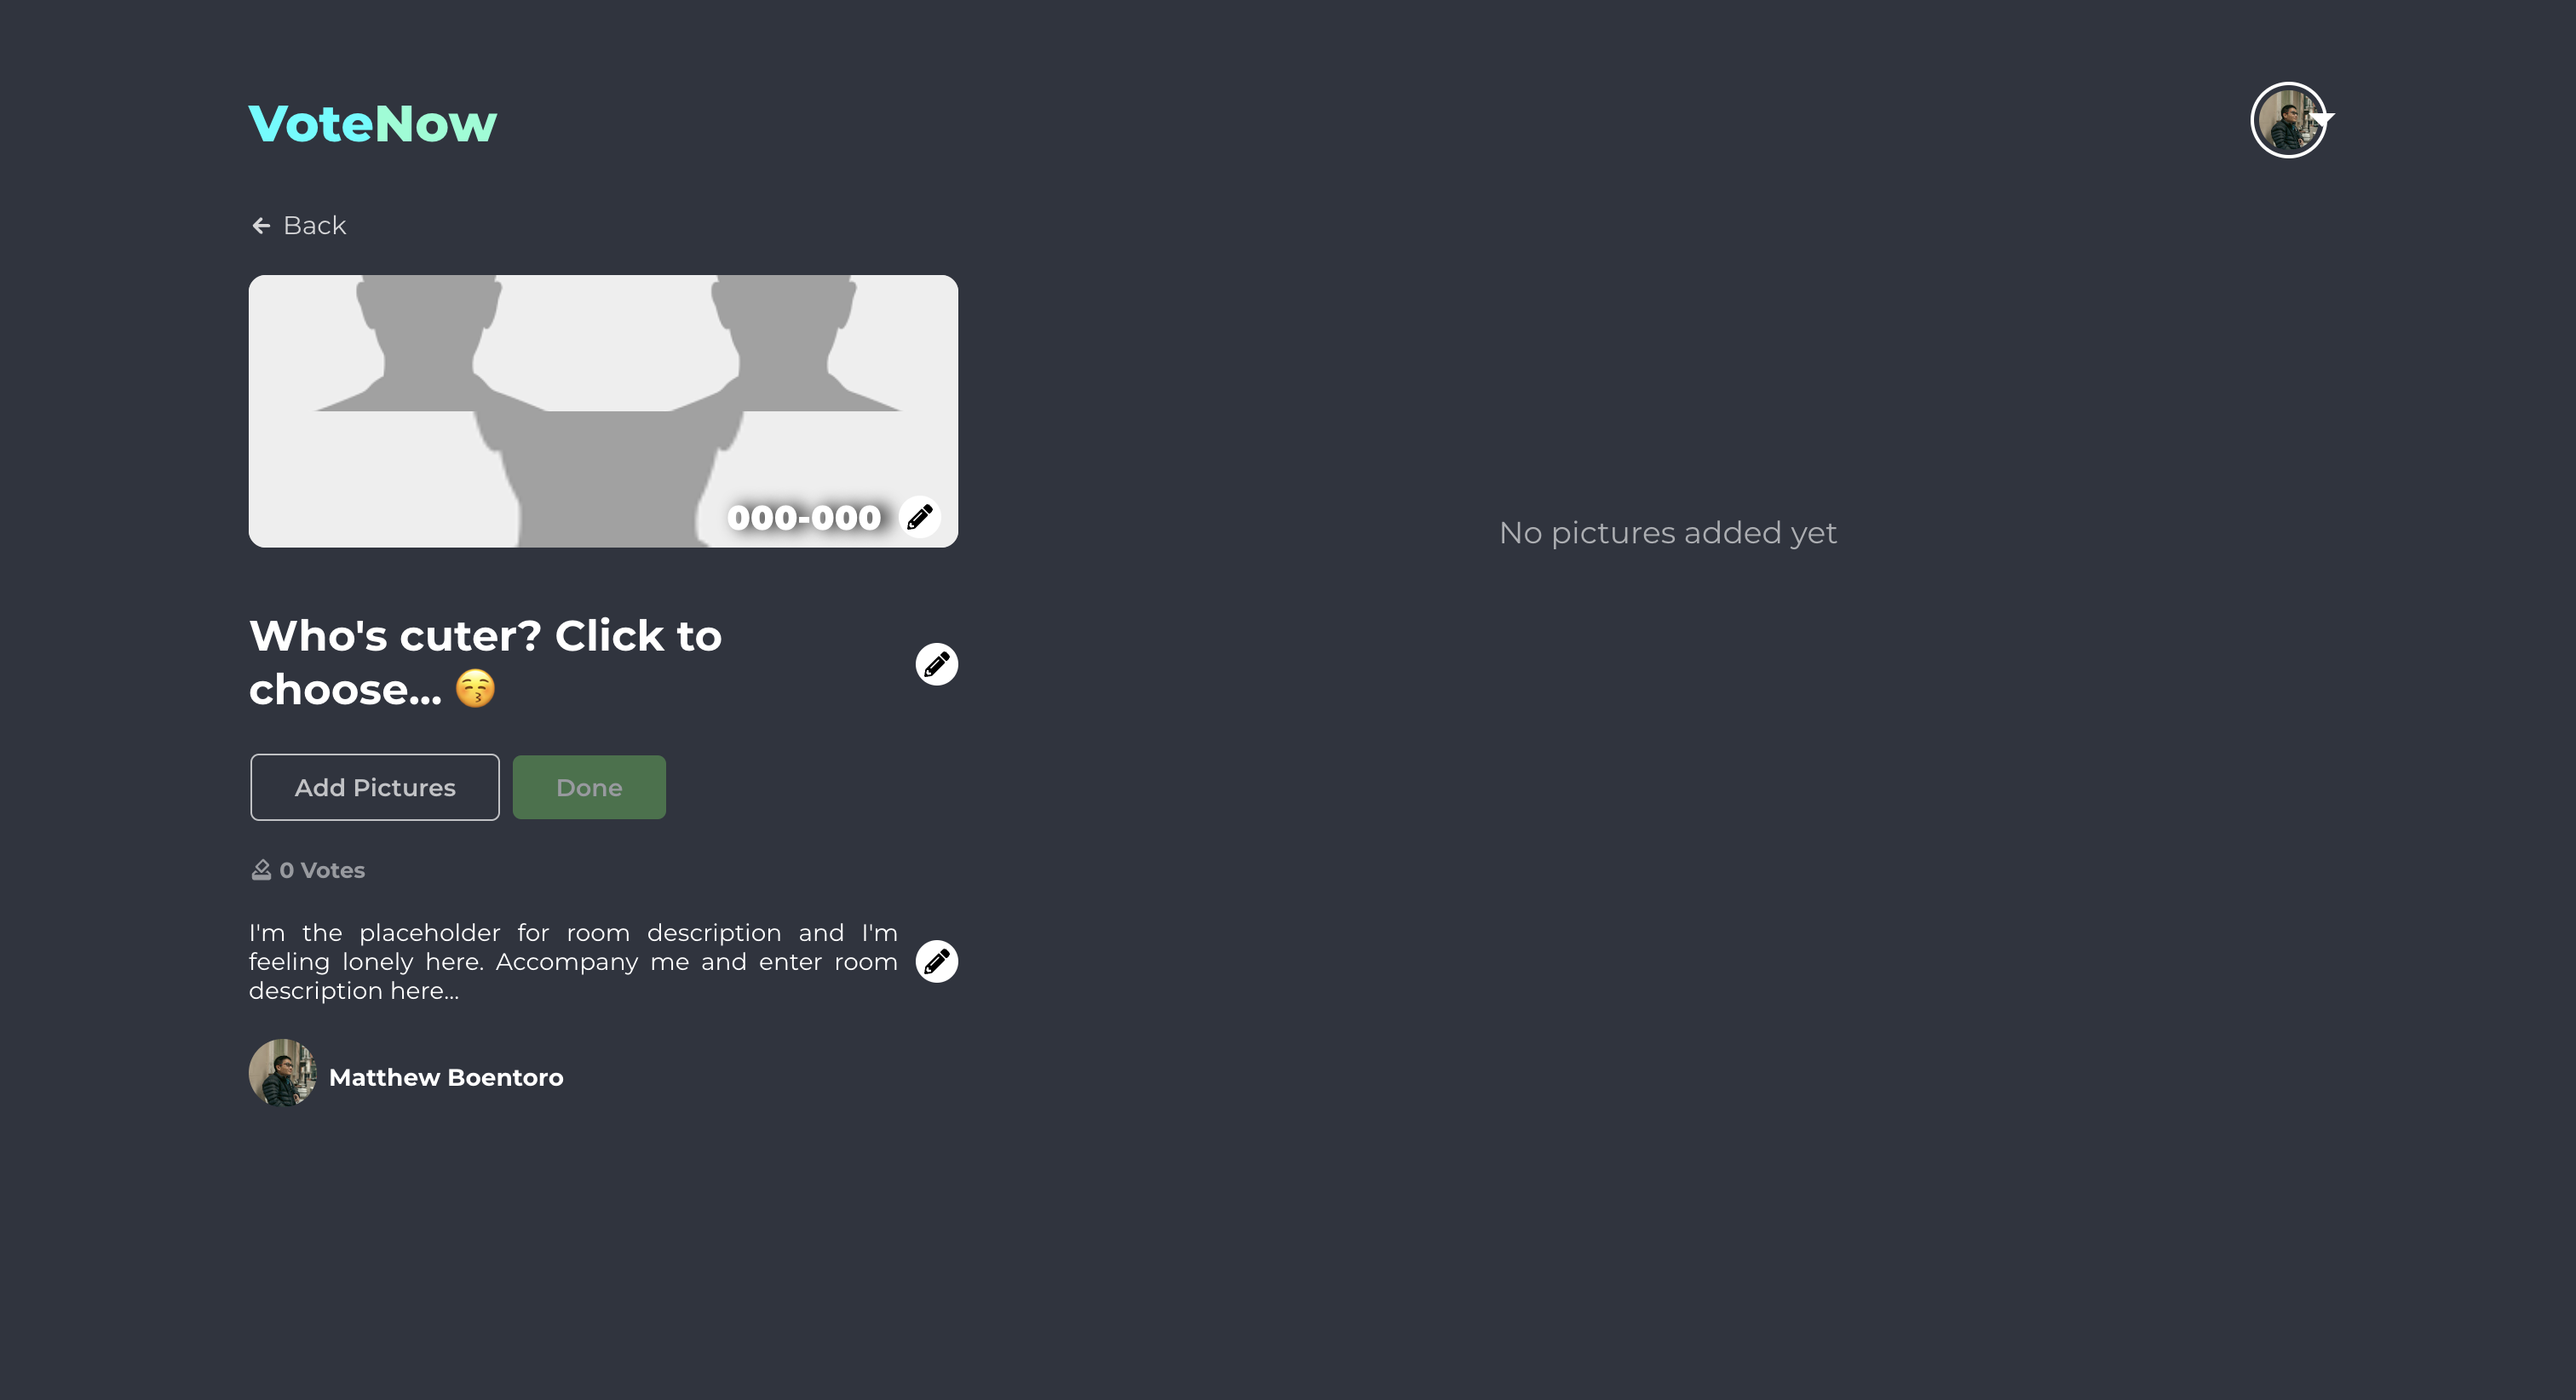 VoteNow
Back
000-000
Who's cuter? Click to
choose... 😚
Add Pictures
Done
0 Votes
I'm the placeholder for room description and I'm
feeling lonely here. Accompany me and enter room
description here...
Matthew Boentoro
No pictures added yet